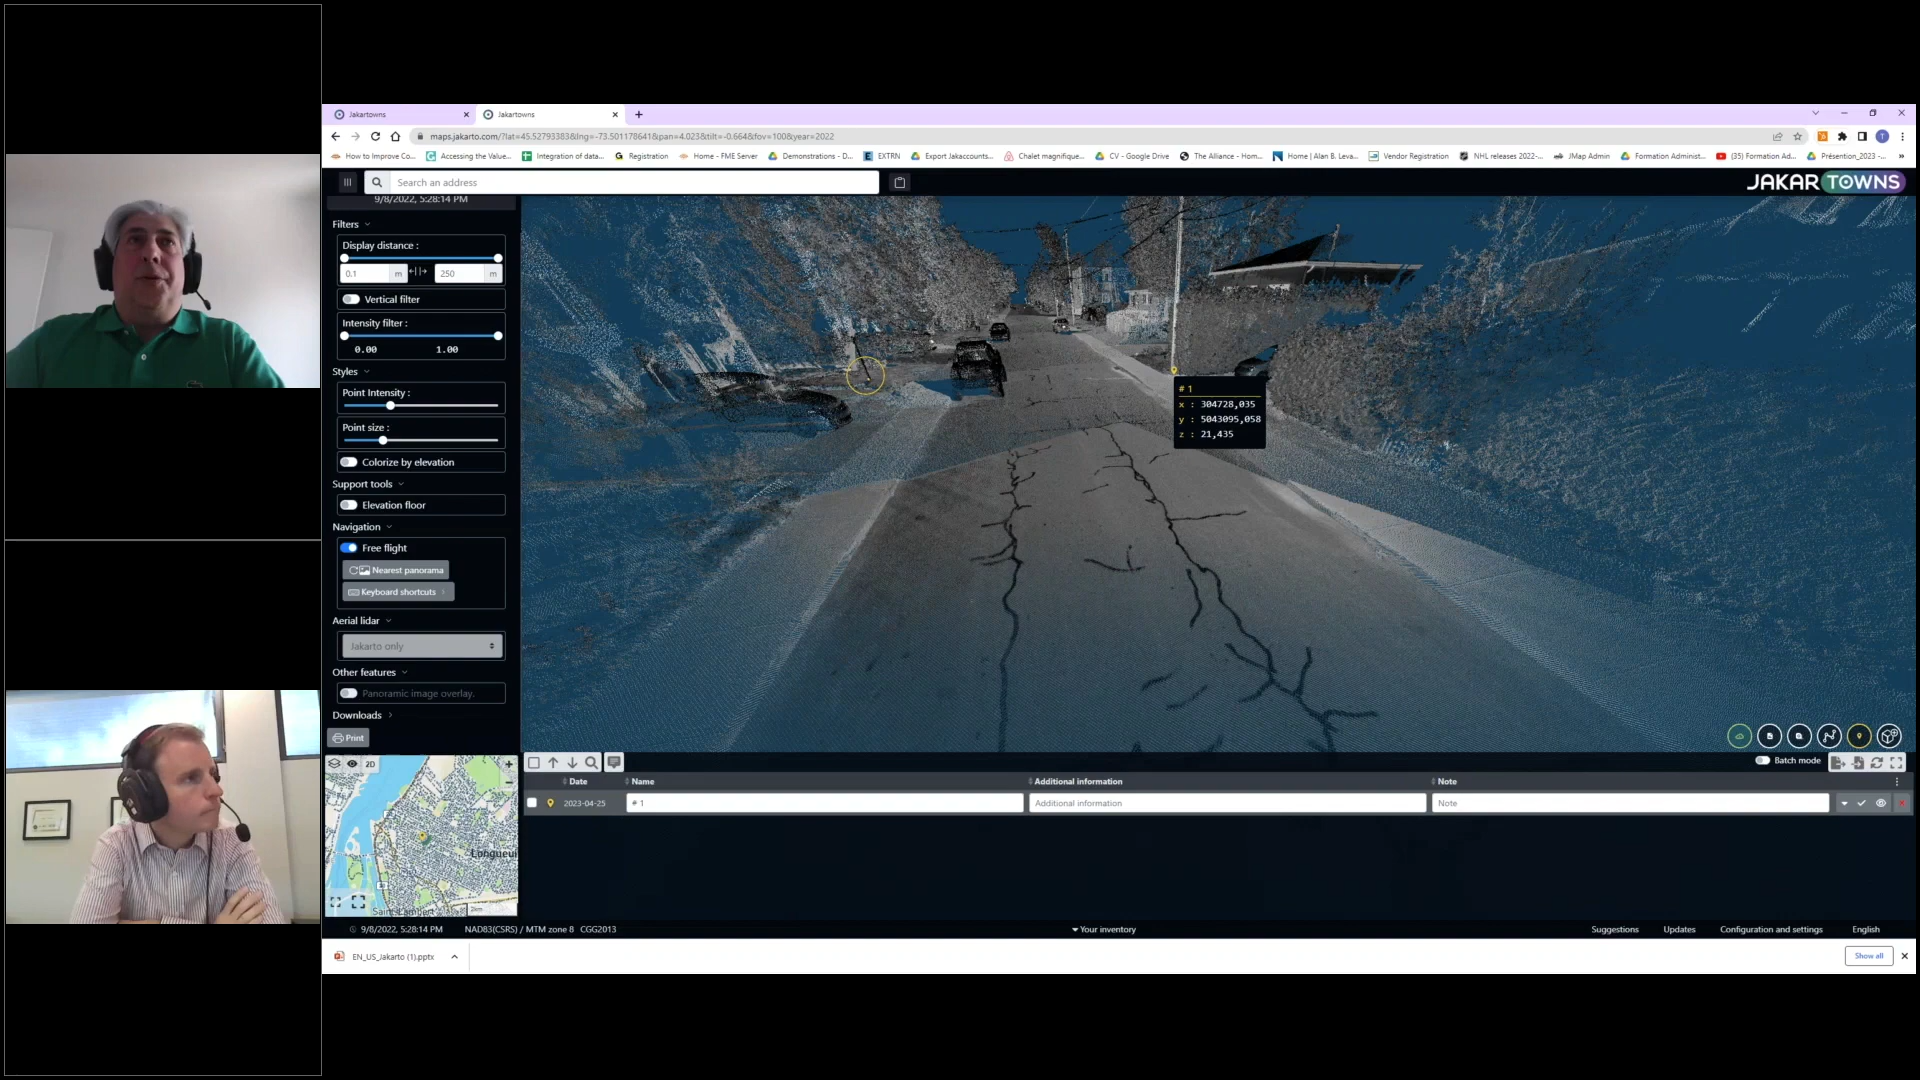 Jakartowns
Jakartowns
maps.jakarto.com/?lat=45.52793383&lng=-73.501178641&pan=4.023&tilt=-0.664&fov=100&year=2022
How to Improve Co... Accessing the Value... Integration of data... Registration Home - FME Server Demonstrations - D... EXTRN Export Jakaccounts... Chalet magnifique... CV - Google Drive The Alliance - Hom... Home | Alan B. Leva... Vendor Registration NHL releases 2022-... JMap Admin Formation Administ... (35) Formation Ad... Présention_2023 -... »
Search an address
JAKARTOWNS
9/8/2022, 5:28:14 PM
Filters
Display distance :
0.1 m 250 m
Vertical filter
Intensity filter :
0.00 1.00
Styles
Point Intensity :
Point size :
Colorize by elevation
Support tools
Elevation floor
Navigation
Free flight
Nearest panorama
Keyboard shortcuts
Aerial lidar
Jakarto only
Other features
Panoramic image overlay.
Downloads
Print
# 1
x : 304728,035
y : 5043095,058
z : 21,435
2D
Longueui
Saint-Lambert
Batch mode
Date Name Additional information Note
2023-04-25 # 1 Additional information Note
9/8/2022, 5:28:14 PM NAD83(CSRS) / MTM zone 8 CGG2013 Your inventory Suggestions Updates Configuration and settings English
EN_US_Jakarto (1).pptx
Show all